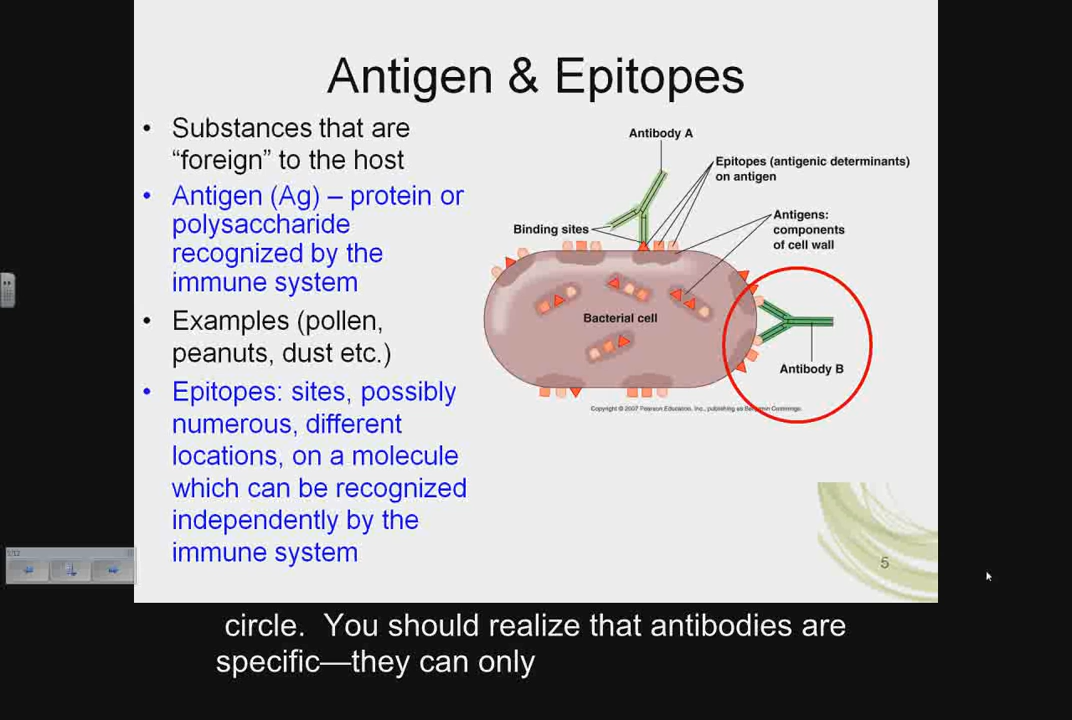 Antigen & Epitopes
• Substances that are
“foreign” to the host
• Antigen (Ag) – protein or
polysaccharide
recognized by the
immune system
• Examples (pollen,
peanuts, dust etc.)
• Epitopes: sites, possibly
numerous, different
locations, on a molecule
which can be recognized
independently by the
immune system
Antibody A
Epitopes (antigenic determinants)
on antigen
Binding sites
Antigens:
components
of cell wall
Bacterial cell
Antibody B
Copyright © 2007 Pearson Education, Inc., publishing as Benjamin Cummings.
5
1/12
circle.  You should realize that antibodies are
specific—they can only